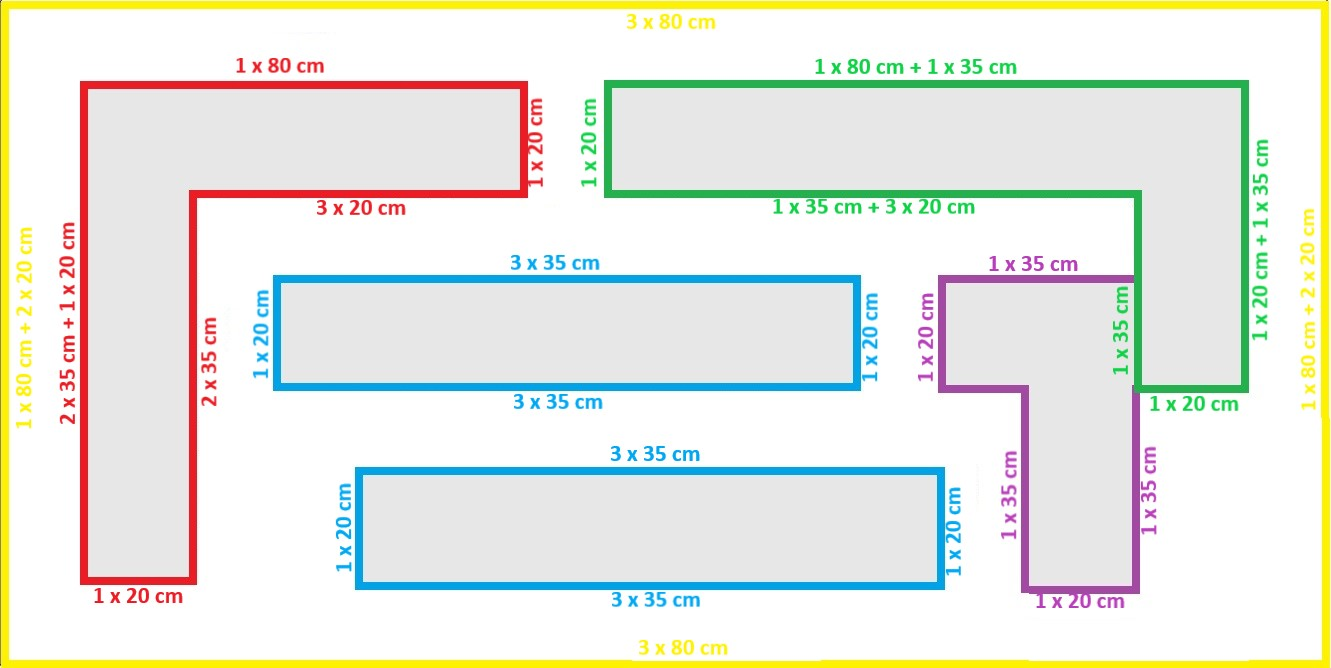 3 x 80 cm
1 x 80 cm
1 x 80 cm + 1 x 35 cm
1 x 20 cm
1 x 20 cm
3 x 20 cm
1 x 35 cm + 3 x 20 cm
1 x 80 cm + 2 x 20 cm
2 x 35 cm + 1 x 20 cm
2 x 35 cm
1 x 20 cm
3 x 35 cm
1 x 20 cm
1 x 20 cm
3 x 35 cm
1 x 35 cm
1 x 20 cm
1 x 35 cm
1 x 20 cm + 1 x 35 cm
1 x 80 cm + 2 x 20 cm
1 x 20 cm
3 x 35 cm
1 x 20 cm
1 x 20 cm
3 x 35 cm
1 x 35 cm
1 x 35 cm
1 x 20 cm
3 x 80 cm